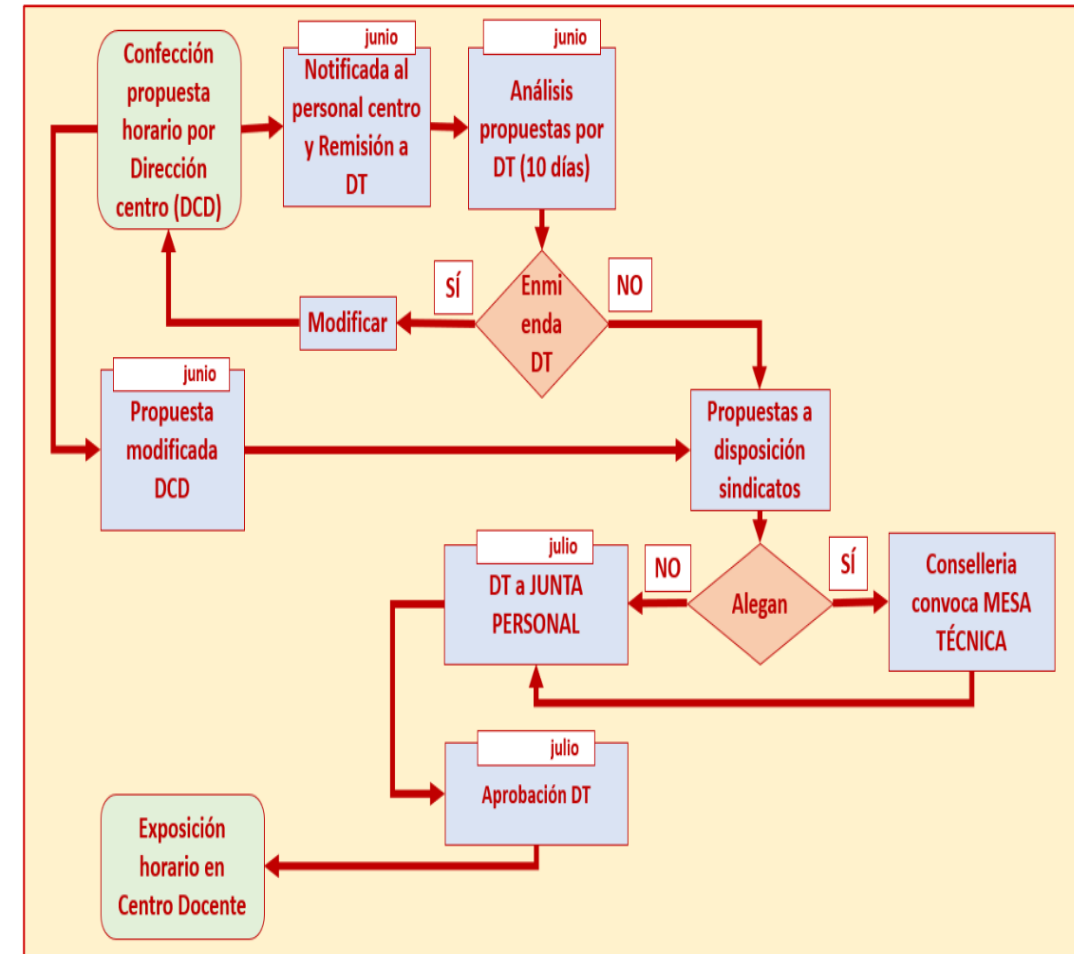 Confección
propuesta
horario por
Dirección
centro (DCD)
junio
Notificada al
personal centro
y Remisión a
DT
junio
Análisis
propuestas por
DT (10 días)
SÍ
Enmi
enda
DT
NO
Modificar
junio
Propuesta
modificada
DCD
Propuestas a
disposición
sindicatos
julio
DT a JUNTA
PERSONAL
NO
Alegan
SÍ
Conselleria
convoca MESA
TÉCNICA
julio
Aprobación DT
Exposición
horario en
Centro Docente